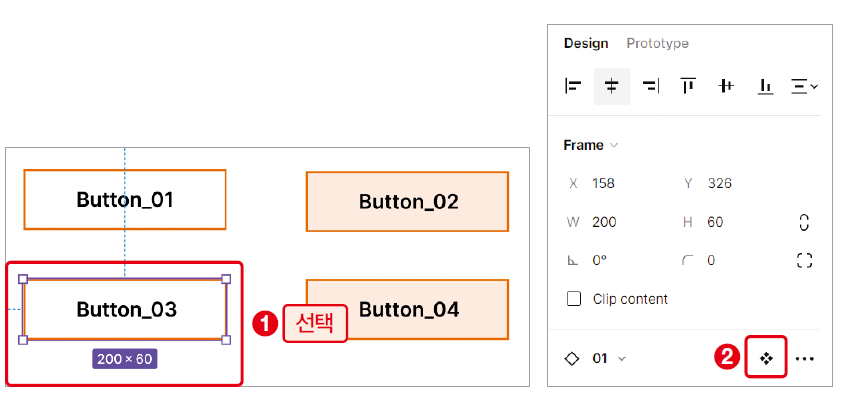 Button_01
Button_02
Button_03
200 × 60
1 선택
Button_04
Design Prototype
Frame
X 158 Y 326
W 200 H 60
0° 0
Clip content
01 2